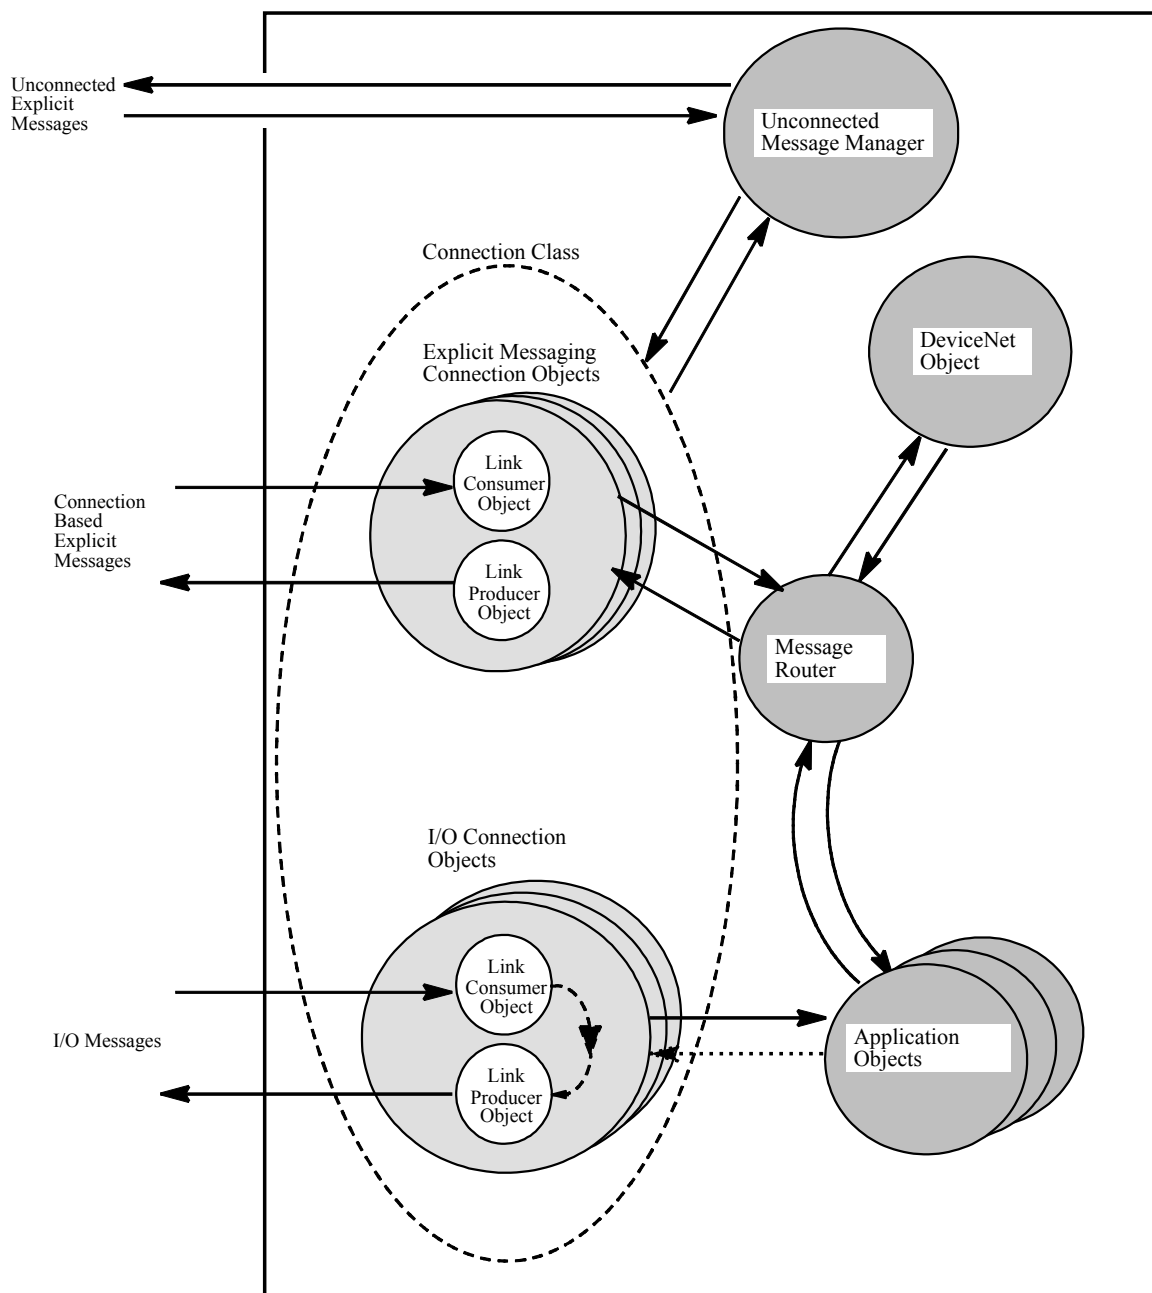 Unconnected
Explicit
Messages
Unconnected
Message Manager
Connection Class
DeviceNet
Object
Explicit Messaging
Connection Objects
Link
Consumer
Object
Connection
Based
Explicit
Messages
Link
Producer
Object
Message
Router
I/O Connection
Objects
Link
Consumer
Object
I/O Messages
Application
Objects
Link
Producer
Object